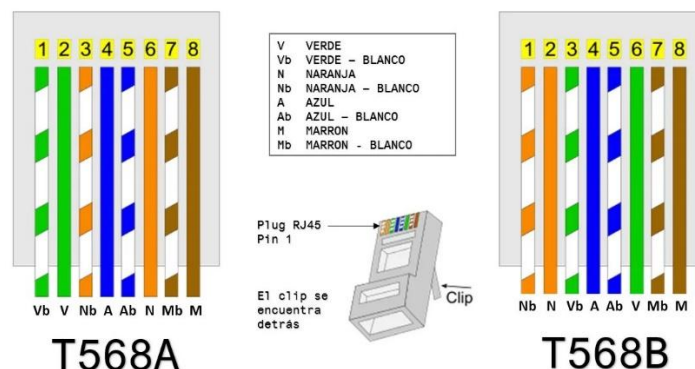 1 2 3 4 5 6 7 8
Vb V Nb A Ab N Mb M
T568A
V VERDE
Vb VERDE – BLANCO
N NARANJA
Nb NARANJA – BLANCO
A AZUL
Ab AZUL – BLANCO
M MARRON
Mb MARRON - BLANCO
Plug RJ45
Pin 1
El clip se
encuentra
detrás
Clip
1 2 3 4 5 6 7 8
Nb N Vb A Ab V Mb M
T568B